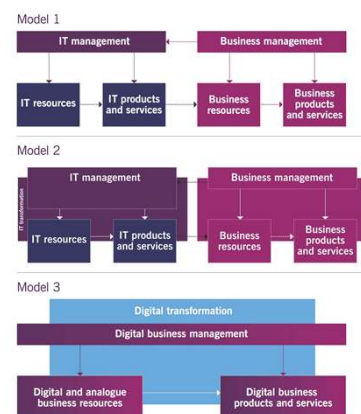 Model 1
IT management
Business management
IT resources
IT products
and services
Business
resources
Business
products
and services
Model 2
IT transformation
IT management
Business management
IT resources
IT products
and services
Business
resources
Business
products
and services
Model 3
Digital transformation
Digital business management
Digital and analogue
business resources
Digital business
products and services